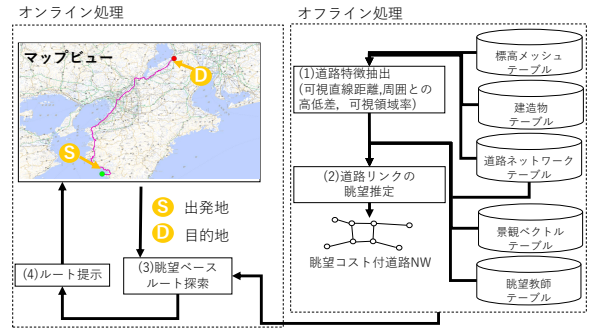 オンライン処理
マップビュー
D
S
S 出発地
D 目的地
(4)ルート提示
(3)眺望ベース
ルート探索
オフライン処理
(1)道路特徴抽出
(可視直線距離,周囲との
高低差，可視領域率)
(2)道路リンクの
眺望推定
眺望コスト付道路NW
標高メッシュ
テーブル
建造物
テーブル
道路ネットワーク
テーブル
景観ベクトル
テーブル
眺望教師
テーブル